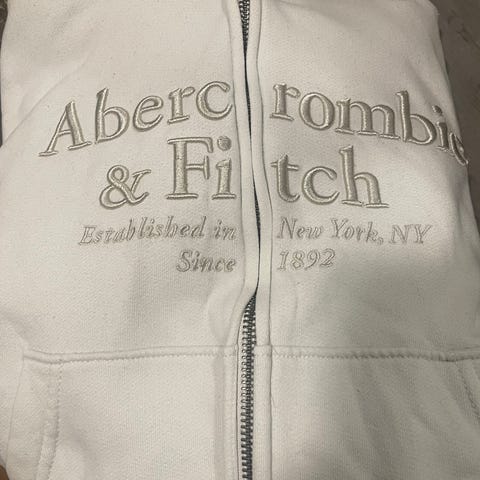 Abercrombie
& Fitch
Established in New York, NY
Since 1892